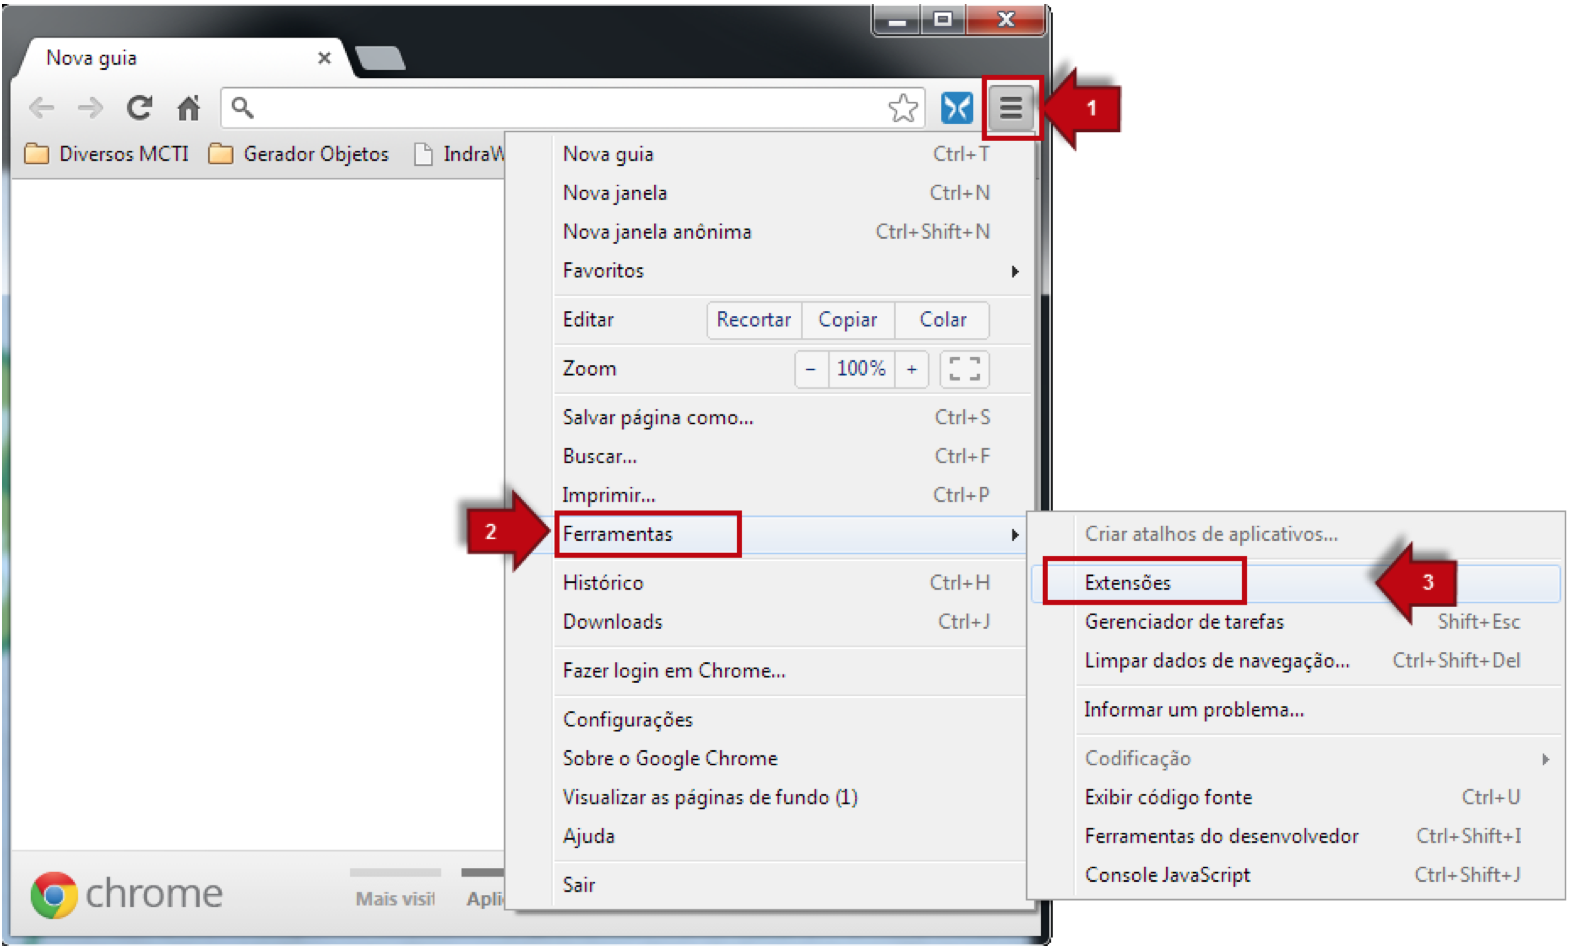 Nova guia
1
Diversos MCTI Gerador Objetos
Nova guia Ctrl+T
Nova janela Ctrl+N
Nova janela anônima Ctrl+Shift+N
Favoritos
Editar Recortar Copiar Colar
Zoom - 100% +
Salvar página como... Ctrl+S
Buscar... Ctrl+F
Imprimir... Ctrl+P
2 Ferramentas
Histórico Ctrl+H
Downloads Ctrl+J
Fazer login em Chrome...
Configurações
Sobre o Google Chrome
Visualizar as páginas de fundo (1)
Ajuda
Sair
Criar atalhos de aplicativos...
Extensões 3
Gerenciador de tarefas Shift+Esc
Limpar dados de navegação... Ctrl+Shift+Del
Informar um problema...
Codificação
Exibir código fonte Ctrl+U
Ferramentas do desenvolvedor Ctrl+Shift+I
Console JavaScript Ctrl+Shift+J
chrome
Mais